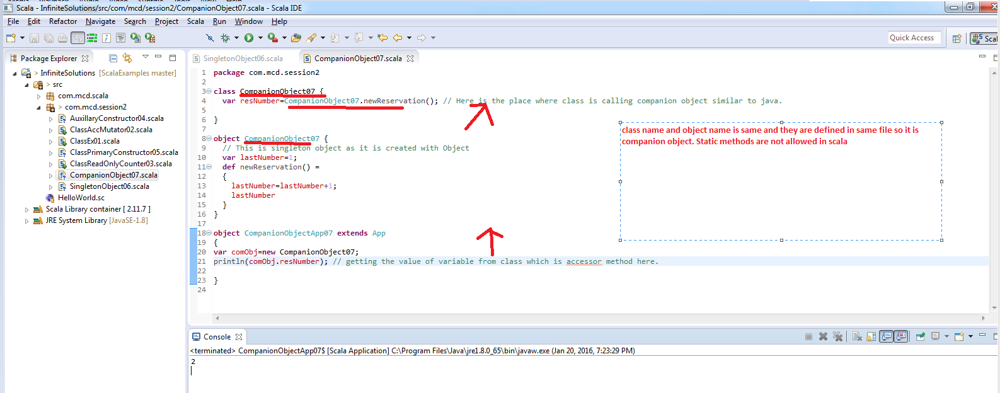 Scala - InfiniteSolutions/src/com/mcd/session2/CompanionObject07.scala - Scala IDE
File Edit Refactor Navigate Search Project Scala Run Window Help
Quick Access
Scal
Package Explorer
> InfiniteSolutions [ScalaExamples master]
> src
com.mcd.scala
> com.mcd.session2
AuxillaryConstructor04.scala
ClassAccMutator02.scala
ClassEx01.scala
ClassPrimaryConstructor05.scala
ClassReadOnlyCounter03.scala
CompanionObject07.scala
SingletonObject06.scala
HelloWorld.sc
Scala Library container [ 2.11.7 ]
JRE System Library [JavaSE-1.8]
SingletonObject06.scala CompanionObject07.scala
1 package com.mcd.session2
2
3 class CompanionObject07 {
4 var resNumber=CompanionObject07.newReservation(); // Here is the place where class is calling companion object similar to java.
5
6 }
7
8 object CompanionObject07 {
9 // This is singleton object as it is created with Object
10 var lastNumber=1;
11 def newReservation() =
12 {
13 lastNumber=lastNumber+1;
14 lastNumber
15 }
16 }
17
18 object CompanionObjectApp07 extends App
19 {
20 var comObj=new CompanionObject07;
21 println(comObj.resNumber); // getting the value of variable from class which is accessor method here.
22
23 }
24
class name and object name is same and they are defined in same file so it is
companion object. Static methods are not allowed in scala
Console
<terminated> CompanionObjectApp07$ [Scala Application] C:\Program Files\Java\jre1.8.0_65\bin\javaw.exe (Jan 20, 2016, 7:23:29 PM)
2